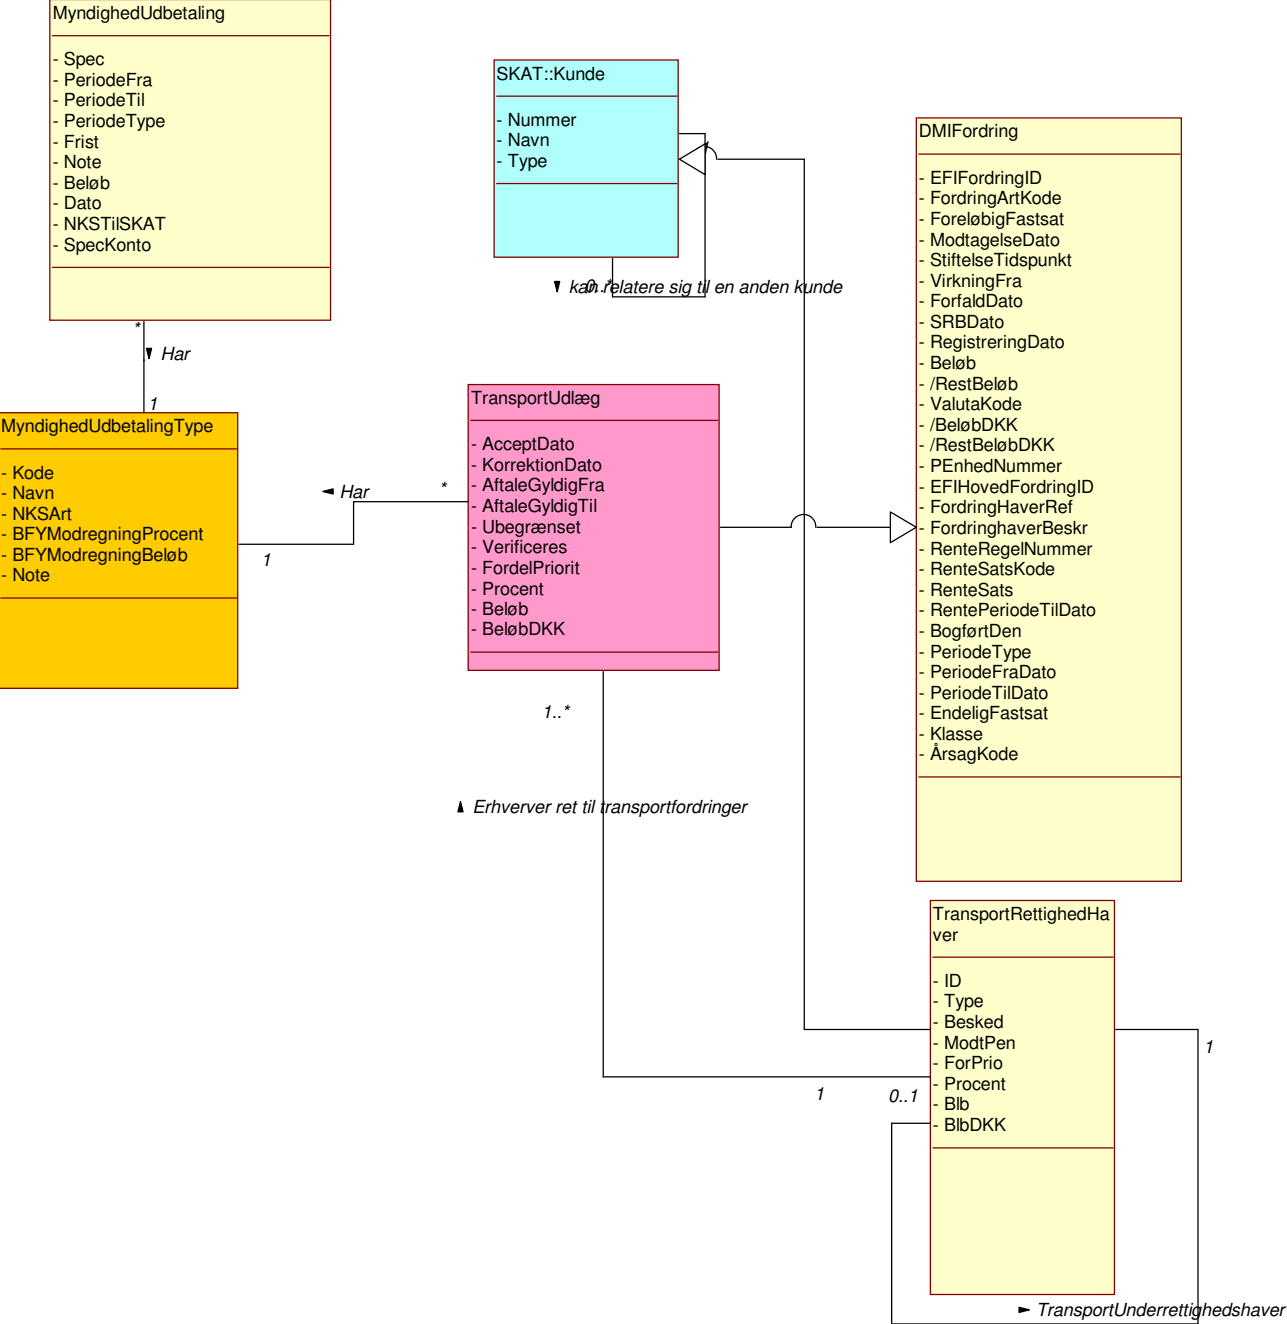 MyndighedUdbetaling
- Spec
- PeriodeFra
- PeriodeTil
- PeriodeType
- Frist
- Note
- Beløb
- Dato
- NKSTilSKAT
- SpecKonto
*
Har
1
MyndighedUdbetalingType
- Kode
- Navn
- NKSArt
- BFYModregningProcent
- BFYModregningBeløb
- Note
Har
*
1
SKAT::Kunde
- Nummer
- Navn
- Type
0..*
kan relatere sig til en anden kunde
TransportUdlæg
- AcceptDato
- KorrektionDato
- AftaleGyldigFra
- AftaleGyldigTil
- Ubegrænset
- Verificeres
- FordelPriorit
- Procent
- Beløb
- BeløbDKK
1..*
Erhverver ret til transportfordringer
1
DMIFordring
- EFIFordringID
- FordringArtKode
- ForeløbigFastsat
- ModtagelseDato
- StiftelseTidspunkt
- VirkningFra
- ForfaldDato
- SRBDato
- RegistreringDato
- Beløb
- /RestBeløb
- ValutaKode
- /BeløbDKK
- /RestBeløbDKK
- PEnhedNummer
- EFIHovedFordringID
- FordringHaverRef
- FordringhaverBeskr
- RenteRegelNummer
- RenteSatsKode
- RenteSats
- RentePeriodeTilDato
- BogførtDen
- PeriodeType
- PeriodeFraDato
- PeriodeTilDato
- EndeligFastsat
- Klasse
- ÅrsagKode
TransportRettighedHa
ver
- ID
- Type
- Besked
- ModtPen
- ForPrio
- Procent
- Blb
- BlbDKK
0..1
1
TransportUnderrettighedshaver